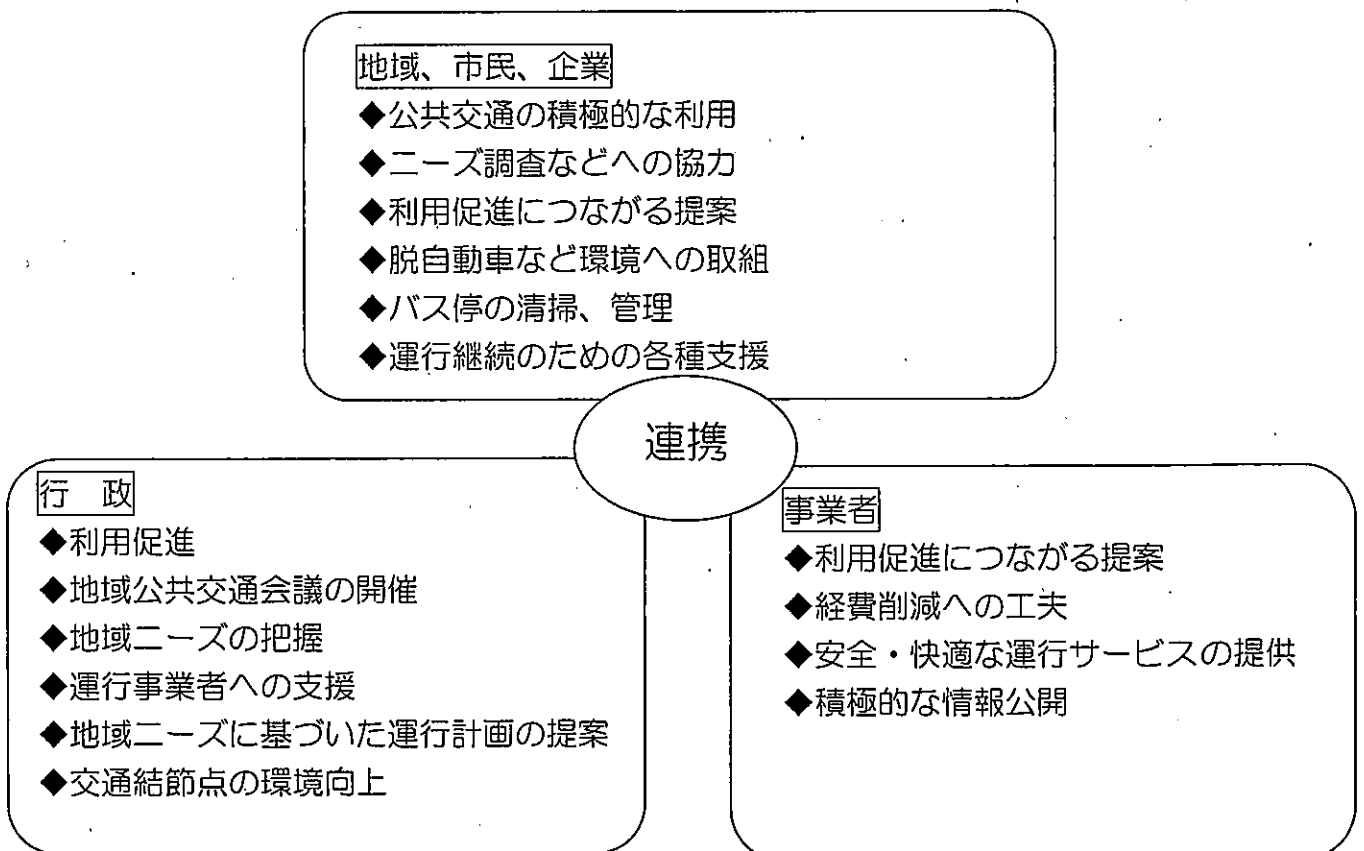 地域、市民、企業
◆公共交通の積極的な利用
◆ニーズ調査などへの協力
◆利用促進につながる提案
◆脱自動車など環境への取組
◆バス停の清掃、管理
◆運行継続のための各種支援
連携
行　政
◆利用促進
◆地域公共交通会議の開催
◆地域ニーズの把握
◆運行事業者への支援
◆地域ニーズに基づいた運行計画の提案
◆交通結節点の環境向上
事業者
◆利用促進につながる提案
◆経費削減への工夫
◆安全・快適な運行サービスの提供
◆積極的な情報公開